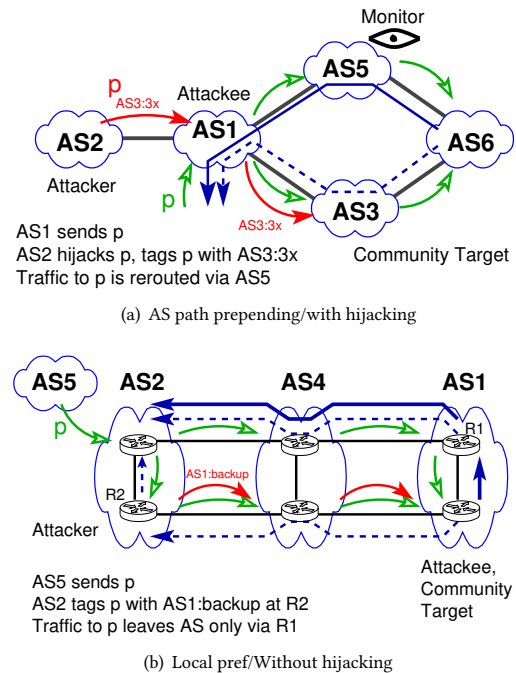 Monitor
p
AS3:3x
Attackee
AS5
AS2
AS1
AS6
Attacker
p
AS3
AS3:3x
AS1 sends p
Community Target
AS2 hijacks p, tags p with AS3:3x
Traffic to p is rerouted via AS5
(a) AS path prepending/with hijacking
AS5
AS2
AS4
AS1
p
R1
AS1:backup
R2
Attacker
Attackee,
Community
Target
AS5 sends p
AS2 tags p with AS1:backup at R2
Traffic to p leaves AS only via R1
(b) Local pref/Without hijacking